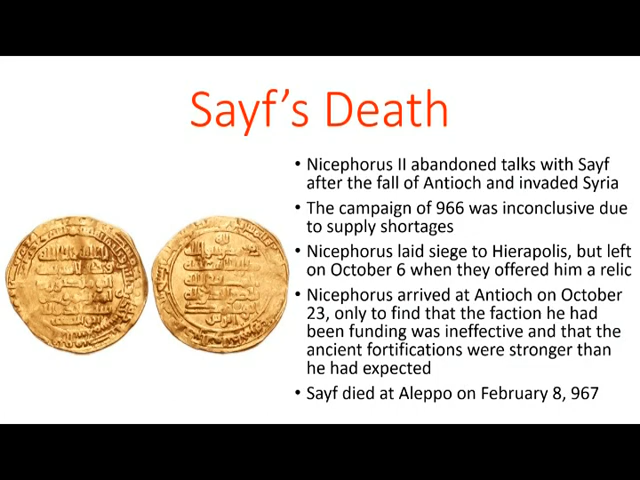 Sayf's Death
• Nicephorus II abandoned talks with Sayf
after the fall of Antioch and invaded Syria
• The campaign of 966 was inconclusive due
to supply shortages
• Nicephorus laid siege to Hierapolis, but left
on October 6 when they offered him a relic
• Nicephorus arrived at Antioch on October
23, only to find that the faction he had
been funding was ineffective and that the
ancient fortifications were stronger than
he had expected
• Sayf died at Aleppo on February 8, 967